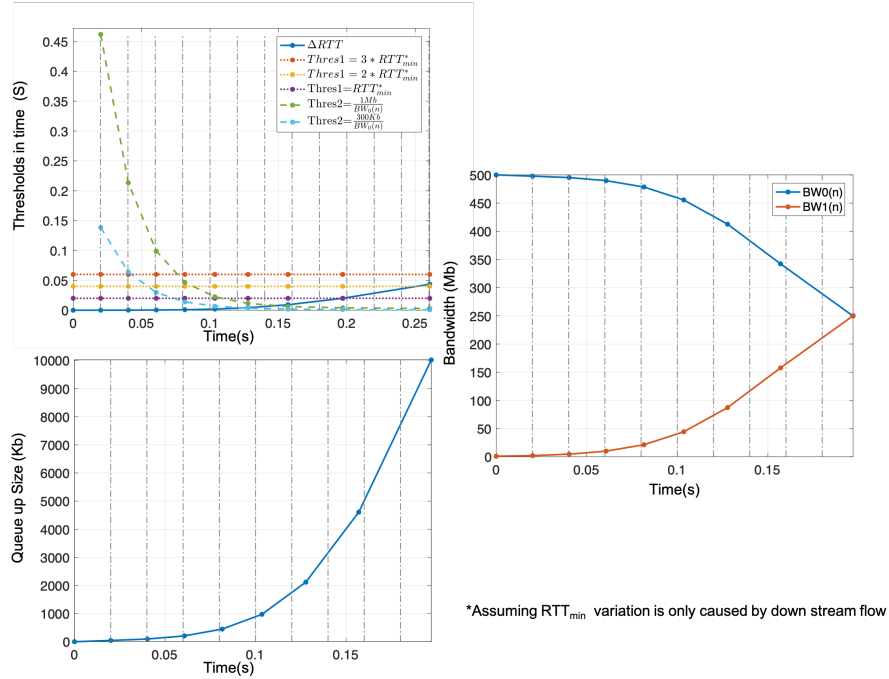 Thresholds in time (S)
0.45
0.4
0.35
0.3
0.25
0.2
0.15
0.1
0.05
0
ΔRTT
Thres1 = 3 * RTT*min
Thres1 = 2 * RTT*min
Thres1=RTT*min
Thres2=1Mb/BW0(n)
Thres2=300Kb/BW0(n)
0 0.05 0.1 0.15 0.2 0.25
Time(s)
Bandwidth (Mb)
500
450
400
350
300
250
200
150
100
50
0
BW0(n)
BW1(n)
0 0.05 0.1 0.15
Time(s)
Queue up Size (Kb)
10000
9000
8000
7000
6000
5000
4000
3000
2000
1000
0
0 0.05 0.1 0.15
Time(s)
*Assuming RTTmin variation is only caused by down stream flow